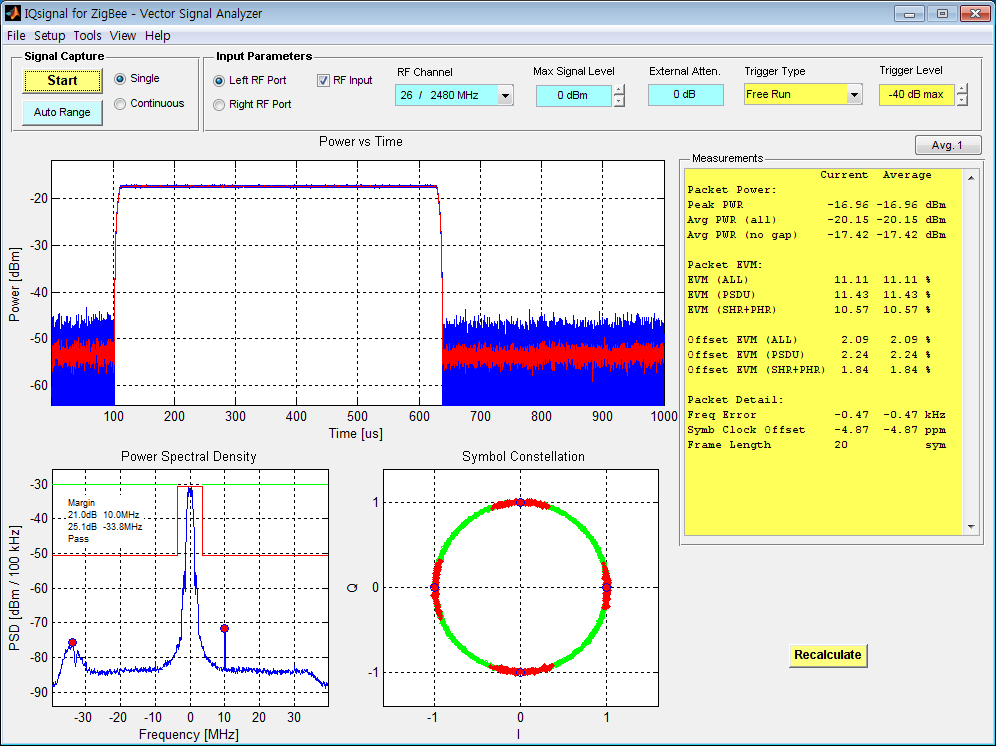 IQsignal for ZigBee - Vector Signal Analyzer
File Setup Tools View Help
Signal Capture
Start
Auto Range
Single
Continuous
Input Parameters
Left RF Port
Right RF Port
RF Input
RF Channel
26 / 2480 MHz
Max Signal Level
0 dBm
External Atten.
0 dB
Trigger Type
Free Run
Trigger Level
-40 dB max
Avg. 1
Power vs Time
Power [dBm]
-20
-30
-40
-50
-60
100 200 300 400 500 600 700 800 900 1000
Time [us]
Measurements
Current Average
Packet Power:
Peak PWR -16.96 -16.96 dBm
Avg PWR (all) -20.15 -20.15 dBm
Avg PWR (no gap) -17.42 -17.42 dBm
Packet EVM:
EVM (ALL) 11.11 11.11 %
EVM (PSDU) 11.43 11.43 %
EVM (SHR+PHR) 10.57 10.57 %
Offset EVM (ALL) 2.09 2.09 %
Offset EVM (PSDU) 2.24 2.24 %
Offset EVM (SHR+PHR) 1.84 1.84 %
Packet Detail:
Freq Error -0.47 -0.47 kHz
Symb Clock Offset -4.87 -4.87 ppm
Frame Length 20 sym
Power Spectral Density
PSD [dBm / 100 kHz]
-30
-40
-50
-60
-70
-80
-90
Margin
21.0dB 10.0MHz
25.1dB -33.8MHz
Pass
-30 -20 -10 0 10 20 30
Frequency [MHz]
Symbol Constellation
Q
1
0
-1
-1 0 1
I
Recalculate